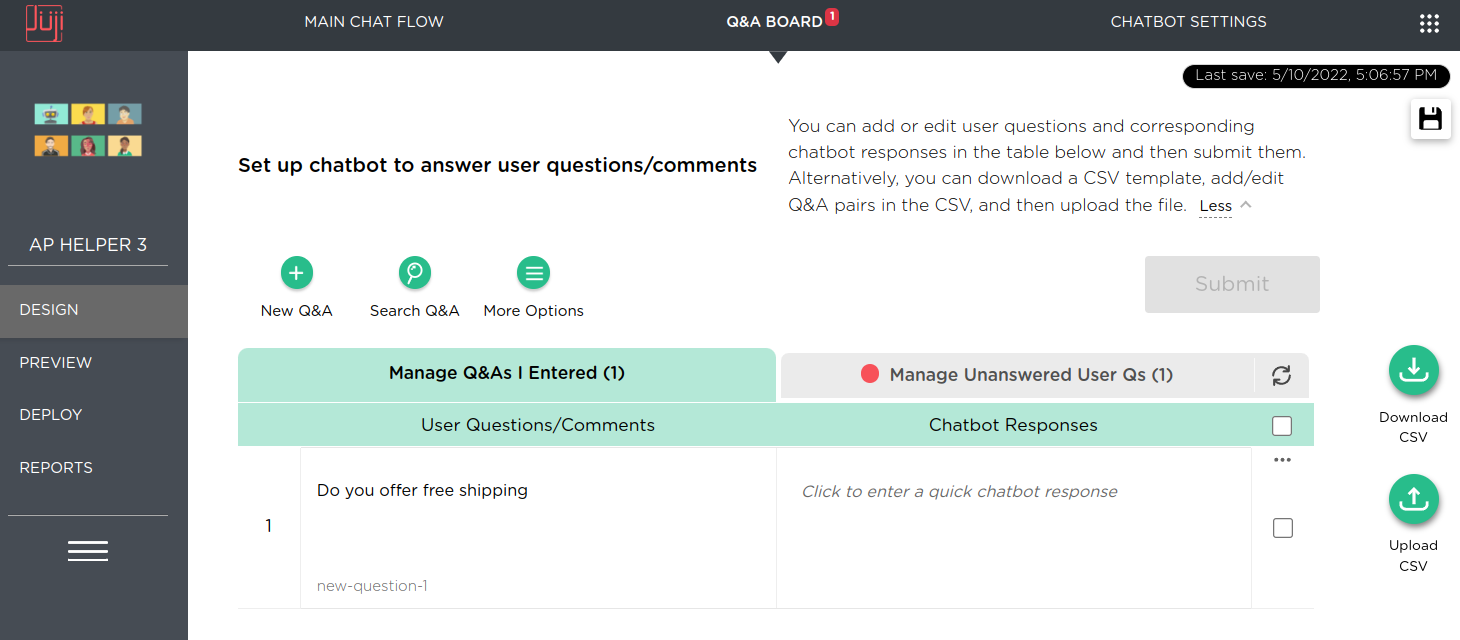 Juji
MAIN CHAT FLOW
Q&A BOARD 1
CHATBOT SETTINGS
Last save: 5/10/2022, 5:06:57 PM
AP HELPER 3
DESIGN
PREVIEW
DEPLOY
REPORTS
Set up chatbot to answer user questions/comments
You can add or edit user questions and corresponding
chatbot responses in the table below and then submit them.
Alternatively, you can download a CSV template, add/edit
Q&A pairs in the CSV, and then upload the file. Less
New Q&A
Search Q&A
More Options
Submit
Manage Q&As I Entered (1)
Manage Unanswered User Qs (1)
User Questions/Comments
Chatbot Responses
1
Do you offer free shipping
new-question-1
Click to enter a quick chatbot response
Download
CSV
Upload
CSV